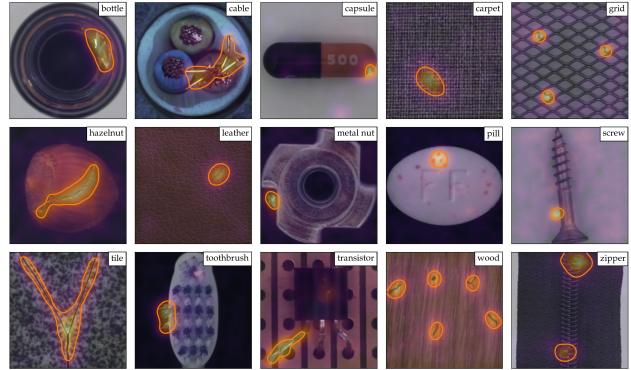 bottle
cable
capsule
carpet
grid
500
hazelnut
leather
metal nut
pill
screw
FF
tile
toothbrush
transistor
wood
zipper